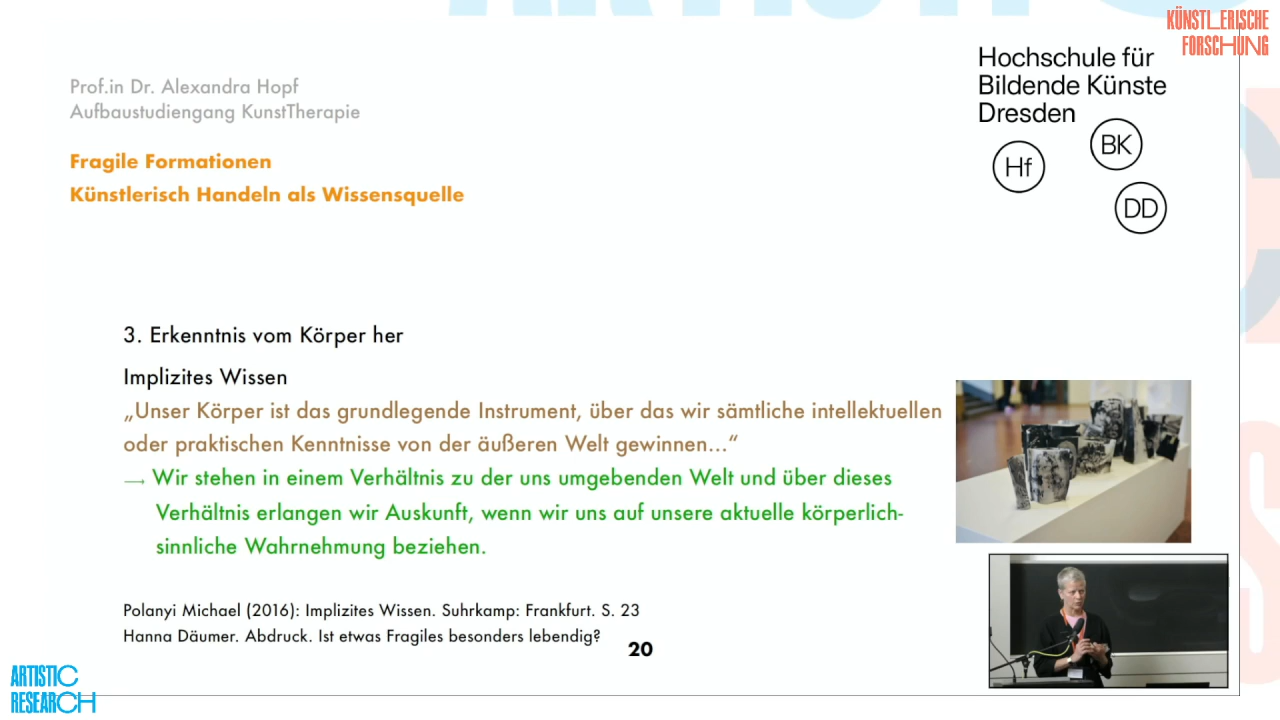 KÜNSTLERISCHE
FORSCHUNG
Hochschule für
Bildende Künste
Dresden
Hf
BK
DD
Prof.in Dr. Alexandra Hopf
Aufbaustudiengang KunstTherapie
Fragile Formationen
Künstlerisch Handeln als Wissensquelle
3. Erkenntnis vom Körper her
Implizites Wissen
„Unser Körper ist das grundlegende Instrument, über das wir sämtliche intellektuellen
oder praktischen Kenntnisse von der äußeren Welt gewinnen...“
→ Wir stehen in einem Verhältnis zu der uns umgebenden Welt und über dieses
Verhältnis erlangen wir Auskunft, wenn wir uns auf unsere aktuelle körperlich-
sinnliche Wahrnehmung beziehen.
Polanyi Michael (2016): Implizites Wissen. Suhrkamp: Frankfurt. S. 23
Hanna Däumer. Abdruck. Ist etwas Fragiles besonders lebendig?
20
ARTISTIC
RESEARCH